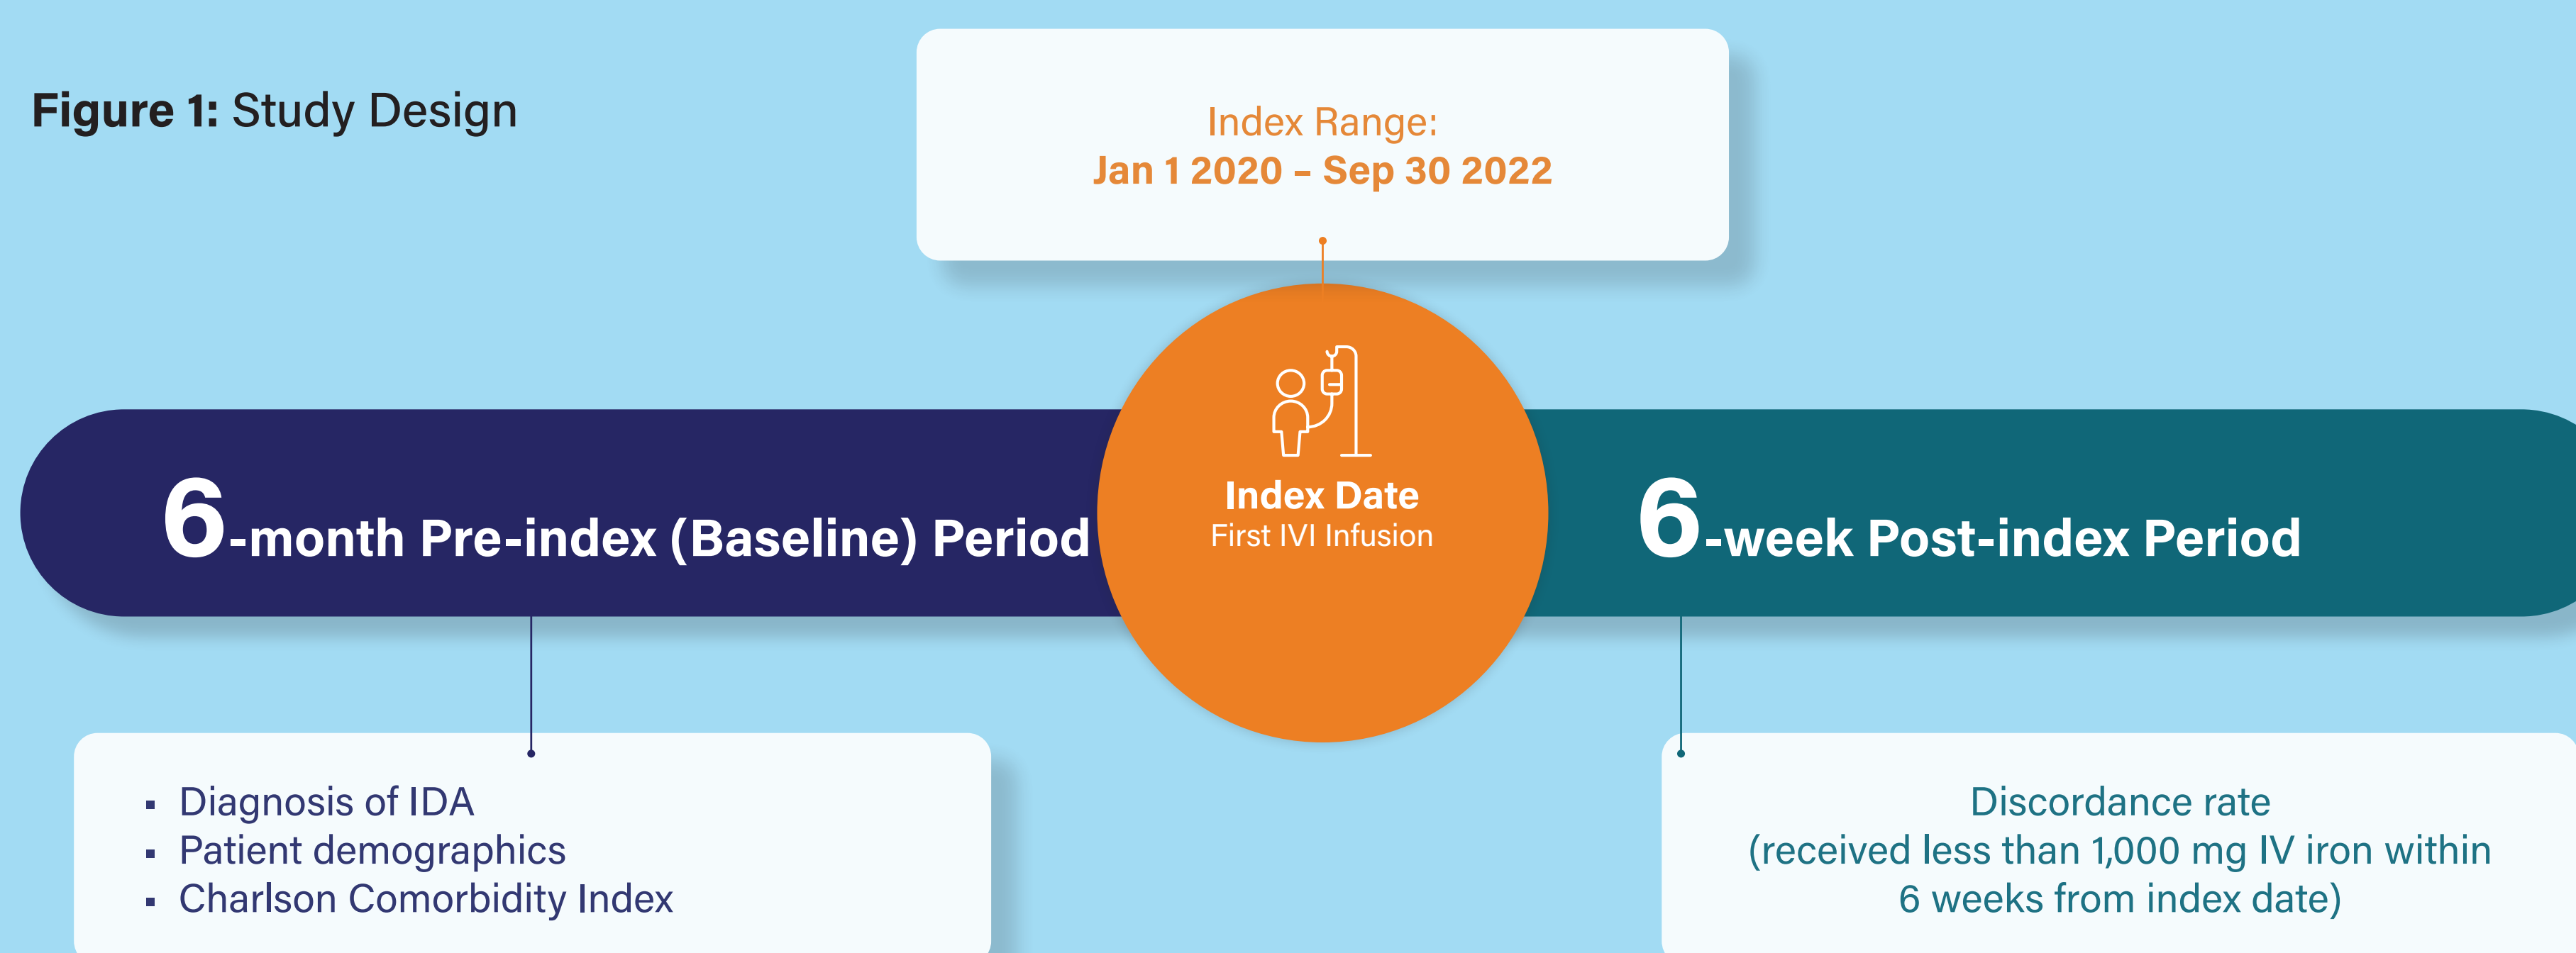 Figure 1: Study Design
Index Range:
Jan 1 2020 – Sep 30 2022
6-month Pre-index (Baseline) Period
Index Date
First IVI Infusion
6-week Post-index Period
▪ Diagnosis of IDA
▪ Patient demographics
▪ Charlson Comorbidity Index
Discordance rate
(received less than 1,000 mg IV iron within
6 weeks from index date)